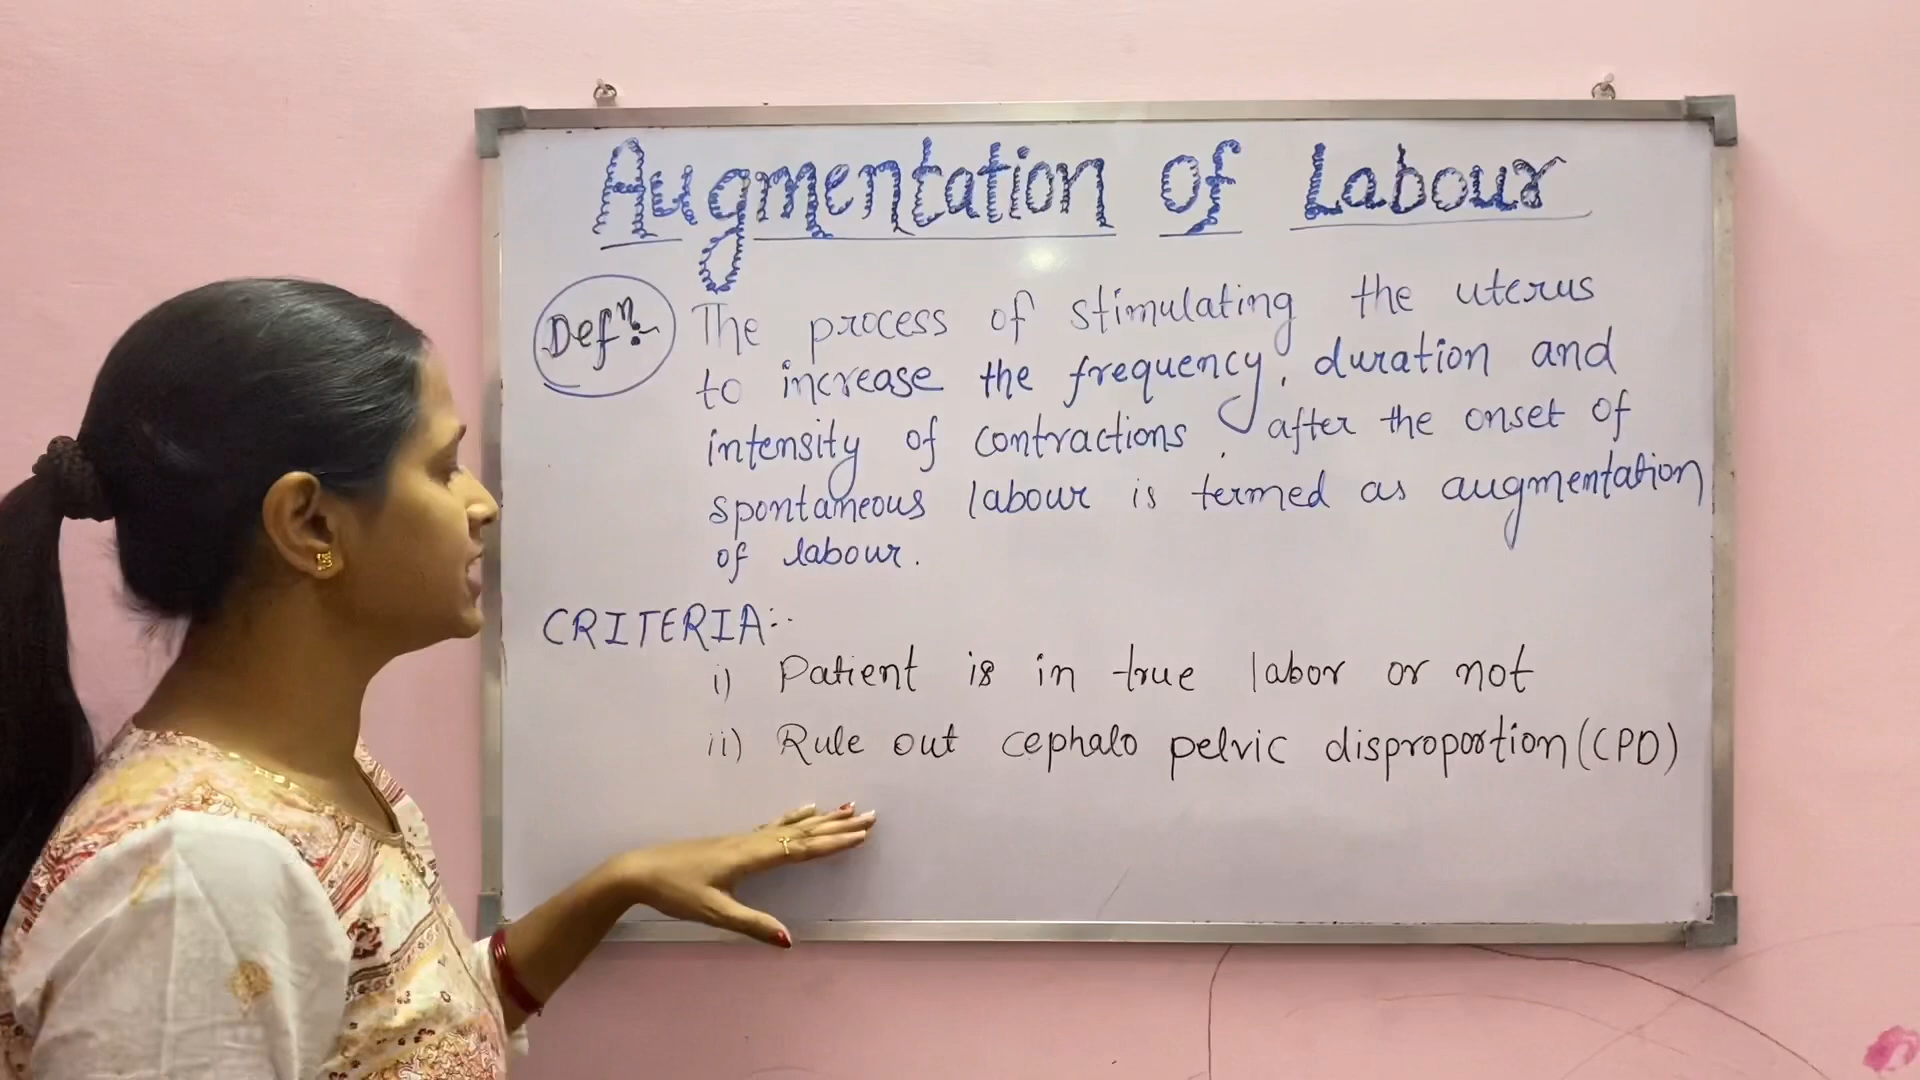 Augmentation of Labour
Defⁿ:- The process of stimulating the uterus
to increase the frequency, duration and
intensity of contractions after the onset of
spontaneous labour is termed as augmentation
of labour.
CRITERIA:-
i) Patient is in true labor or not
ii) Rule out cephalo pelvic disproportion (CPD)